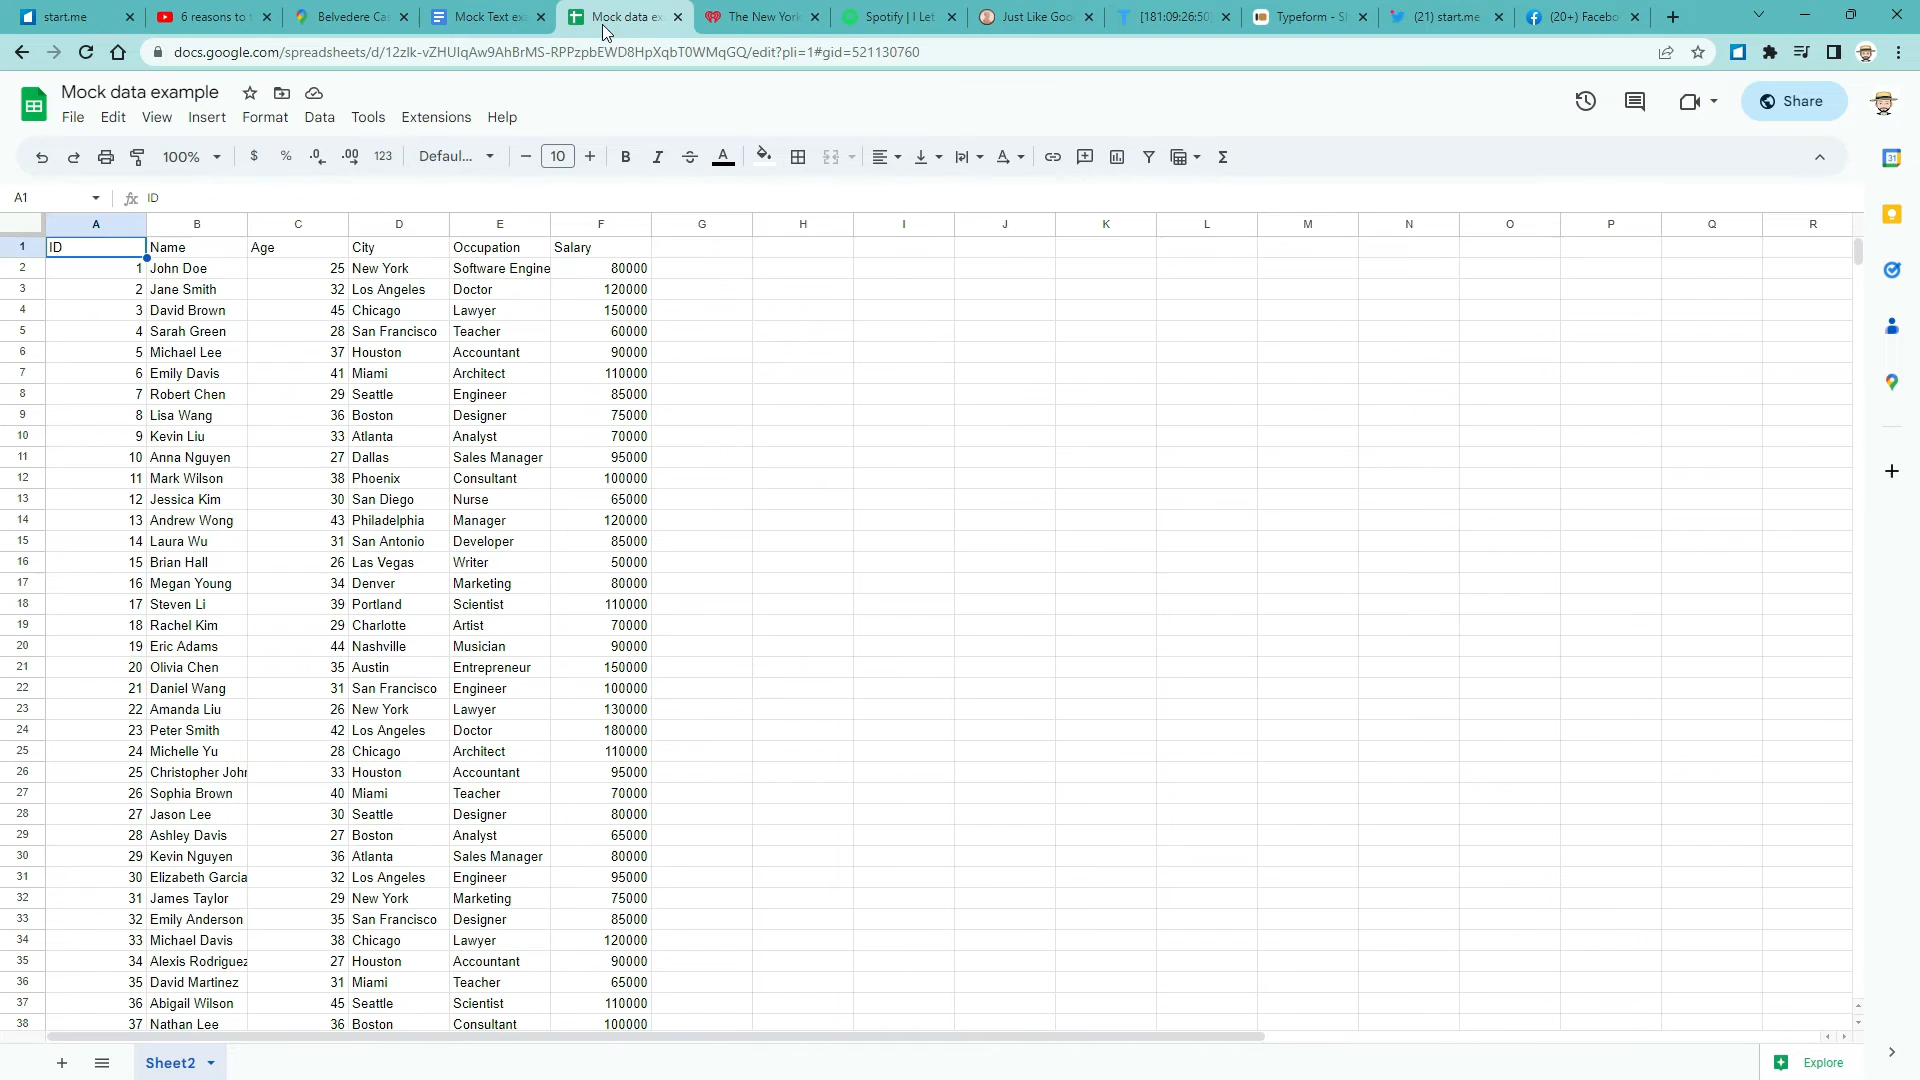 start.me 6 reasons to Belvedere Ca Mock Text ex Mock data ex The New York Spotify | I Let Just Like Goo [181:09:26:50] Typeform - S (21) start.me (20+) Facebo
docs.google.com/spreadsheets/d/12zlk-vZHUlqAw9AhBrMS-RPPzpbEWD8HpXqbT0WMqGQ/edit?pli=1#gid=521130760
Mock data example
Share
File Edit View Insert Format Data Tools Extensions Help
100% $ % .0 .00 123 Defaul... 10 B I A Σ
A1 fx ID
A B C D E F G H I J K L M N O P Q R
1 ID Name Age City Occupation Salary
2 1 John Doe 25 New York Software Engine 80000
3 2 Jane Smith 32 Los Angeles Doctor 120000
4 3 David Brown 45 Chicago Lawyer 150000
5 4 Sarah Green 28 San Francisco Teacher 60000
6 5 Michael Lee 37 Houston Accountant 90000
7 6 Emily Davis 41 Miami Architect 110000
8 7 Robert Chen 29 Seattle Engineer 85000
9 8 Lisa Wang 36 Boston Designer 75000
10 9 Kevin Liu 33 Atlanta Analyst 70000
11 10 Anna Nguyen 27 Dallas Sales Manager 95000
12 11 Mark Wilson 38 Phoenix Consultant 100000
13 12 Jessica Kim 30 San Diego Nurse 65000
14 13 Andrew Wong 43 Philadelphia Manager 120000
15 14 Laura Wu 31 San Antonio Developer 85000
16 15 Brian Hall 26 Las Vegas Writer 50000
17 16 Megan Young 34 Denver Marketing 80000
18 17 Steven Li 39 Portland Scientist 110000
19 18 Rachel Kim 29 Charlotte Artist 70000
20 19 Eric Adams 44 Nashville Musician 90000
21 20 Olivia Chen 35 Austin Entrepreneur 150000
22 21 Daniel Wang 31 San Francisco Engineer 100000
23 22 Amanda Liu 26 New York Lawyer 130000
24 23 Peter Smith 42 Los Angeles Doctor 180000
25 24 Michelle Yu 28 Chicago Architect 110000
26 25 Christopher John 33 Houston Accountant 95000
27 26 Sophia Brown 40 Miami Teacher 70000
28 27 Jason Lee 30 Seattle Designer 80000
29 28 Ashley Davis 27 Boston Analyst 65000
30 29 Kevin Nguyen 36 Atlanta Sales Manager 80000
31 30 Elizabeth Garcia 32 Los Angeles Engineer 95000
32 31 James Taylor 29 New York Marketing 75000
33 32 Emily Anderson 35 San Francisco Designer 85000
34 33 Michael Davis 38 Chicago Lawyer 120000
35 34 Alexis Rodriguez 27 Houston Accountant 90000
36 35 David Martinez 31 Miami Teacher 65000
37 36 Abigail Wilson 45 Seattle Scientist 110000
38 37 Nathan Lee 36 Boston Consultant 100000
Sheet2 Explore